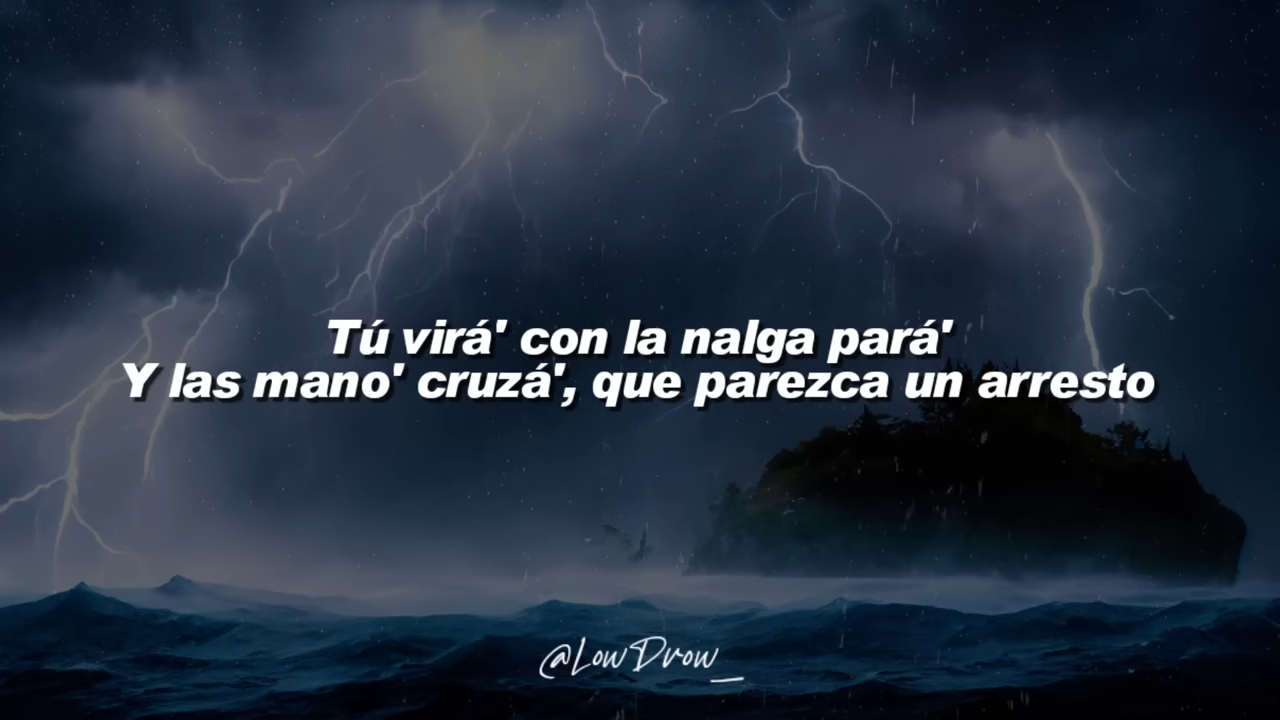 Tú virá' con la nalga pará'
Y las mano' cruzá', que parezca un arresto
@LowDrow_